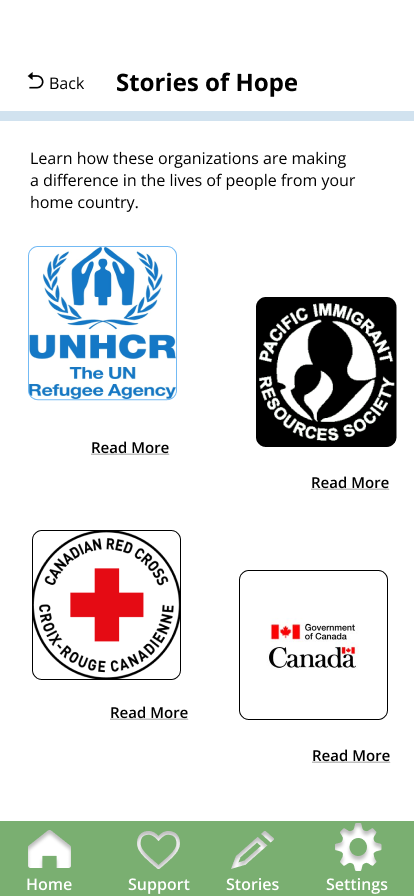 Back
Stories of Hope
Learn how these organizations are making
a difference in the lives of people from your
home country.
UNHCR
The UN
Refugee Agency
Read More
PACIFIC IMMIGRANT
RESOURCES SOCIETY
Read More
CANADIAN RED CROSS
CROIX-ROUGE CANADIENNE
Read More
Government
of Canada
Canada
Read More
Home
Support
Stories
Settings